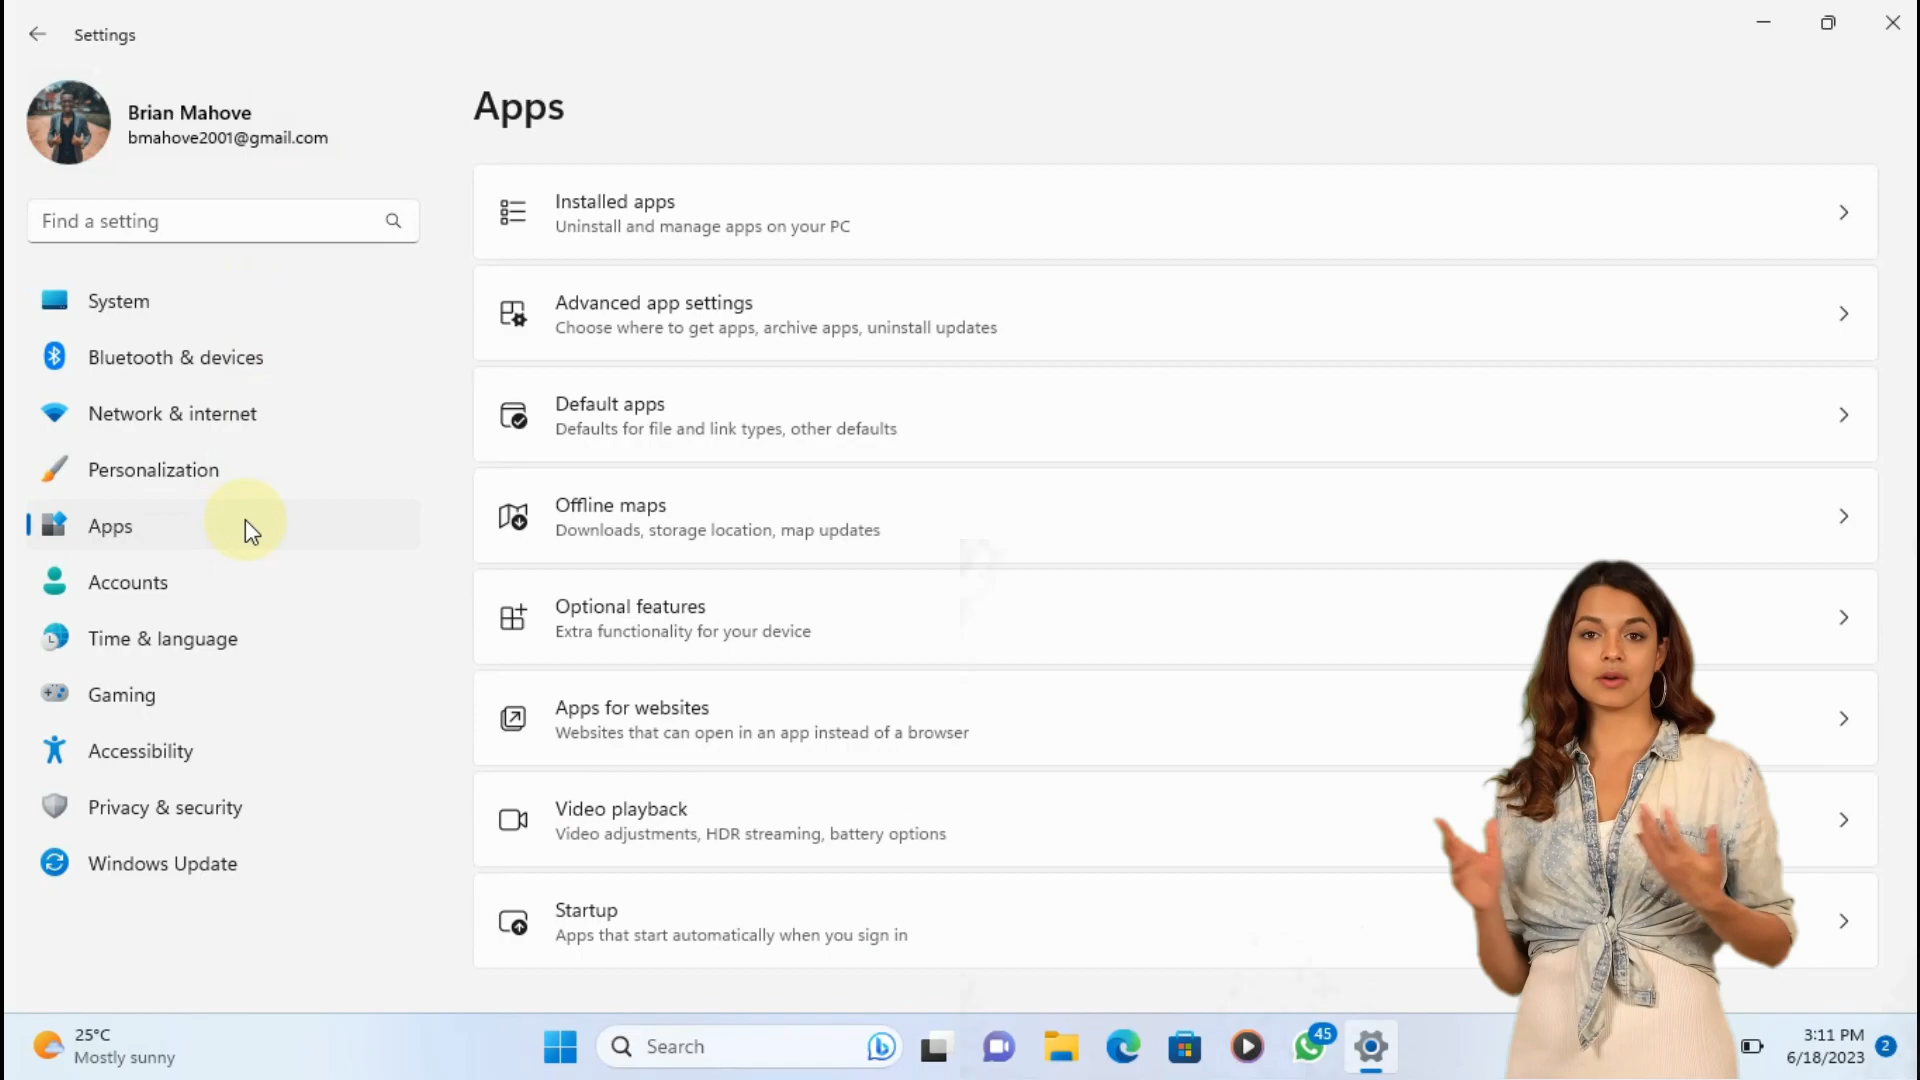 Settings
Brian Mahove
bmahove2001@gmail.com
Find a setting
System
Bluetooth & devices
Network & internet
Personalization
Apps
Accounts
Time & language
Gaming
Accessibility
Privacy & security
Windows Update
Apps
Installed apps
Uninstall and manage apps on your PC
Advanced app settings
Choose where to get apps, archive apps, uninstall updates
Default apps
Defaults for file and link types, other defaults
Offline maps
Downloads, storage location, map updates
Optional features
Extra functionality for your device
Apps for websites
Websites that can open in an app instead of a browser
Video playback
Video adjustments, HDR streaming, battery options
Startup
Apps that start automatically when you sign in
25°C
Mostly sunny
Search
45
3:11 PM
6/18/2023
2